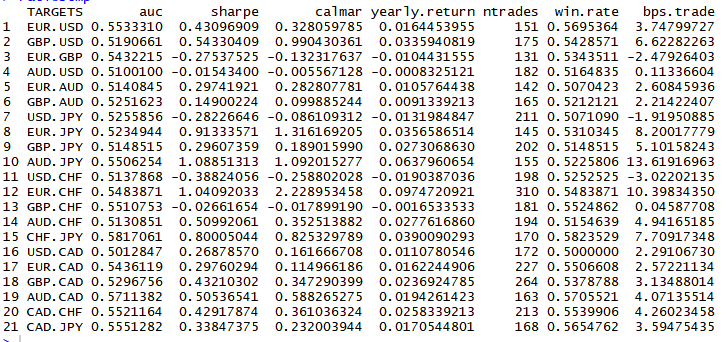 TARGETS auc sharpe calmar yearly.return ntrades win.rate bps.trade
1 EUR.USD 0.5533310 0.43096909 0.328059785 0.0164453955 151 0.5695364 3.74799727
2 GBP.USD 0.5190661 0.54330409 0.990430361 0.0335940819 175 0.5428571 6.62282263
3 EUR.GBP 0.5432215 -0.27537525 -0.132317637 -0.0104431555 131 0.5343511 -2.47926403
4 AUD.USD 0.5100100 -0.01543400 -0.005567128 -0.0008325121 182 0.5164835 0.11336604
5 EUR.AUD 0.5140845 0.29741921 0.282807781 0.0105764438 142 0.5070423 2.60845936
6 GBP.AUD 0.5251623 0.14900224 0.099885244 0.0091339213 165 0.5212121 2.21422407
7 USD.JPY 0.5255856 -0.28226646 -0.086109312 -0.0131984847 211 0.5071090 -1.91950885
8 EUR.JPY 0.5234944 0.91333571 1.316169205 0.0356586514 145 0.5310345 8.20017779
9 GBP.JPY 0.5148515 0.29607359 0.189015990 0.0273068630 202 0.5148515 5.10158243
10 AUD.JPY 0.5506254 1.08851313 1.092015277 0.0637960654 155 0.5225806 13.61916963
11 USD.CHF 0.5137868 -0.38824056 -0.258802028 -0.0190387036 198 0.5252525 -3.02202135
12 EUR.CHF 0.5483871 1.04092033 2.228953458 0.0974720921 310 0.5483871 10.39834350
13 GBP.CHF 0.5510753 -0.02661654 -0.017899190 -0.0016533533 181 0.5524862 0.04587708
14 AUD.CHF 0.5130851 0.50992061 0.352513882 0.0277616860 194 0.5154639 4.94165185
15 CHF.JPY 0.5817061 0.80005044 0.825329789 0.0390090293 170 0.5823529 7.70917348
16 USD.CAD 0.5012847 0.26878570 0.161666708 0.0110780546 172 0.5000000 2.29106730
17 EUR.CAD 0.5436119 0.29760294 0.114966186 0.0162244906 227 0.5506608 2.57221134
18 GBP.CAD 0.5296756 0.43210302 0.347290399 0.0236924785 264 0.5378788 3.13488014
19 AUD.CAD 0.5711382 0.50536541 0.588265275 0.0194261423 163 0.5705521 4.07135514
20 CAD.CHF 0.5521164 0.42917874 0.361036324 0.0258339213 213 0.5539906 4.26023458
21 CAD.JPY 0.5551282 0.33847375 0.232003944 0.0170544801 168 0.5654762 3.59475435
>